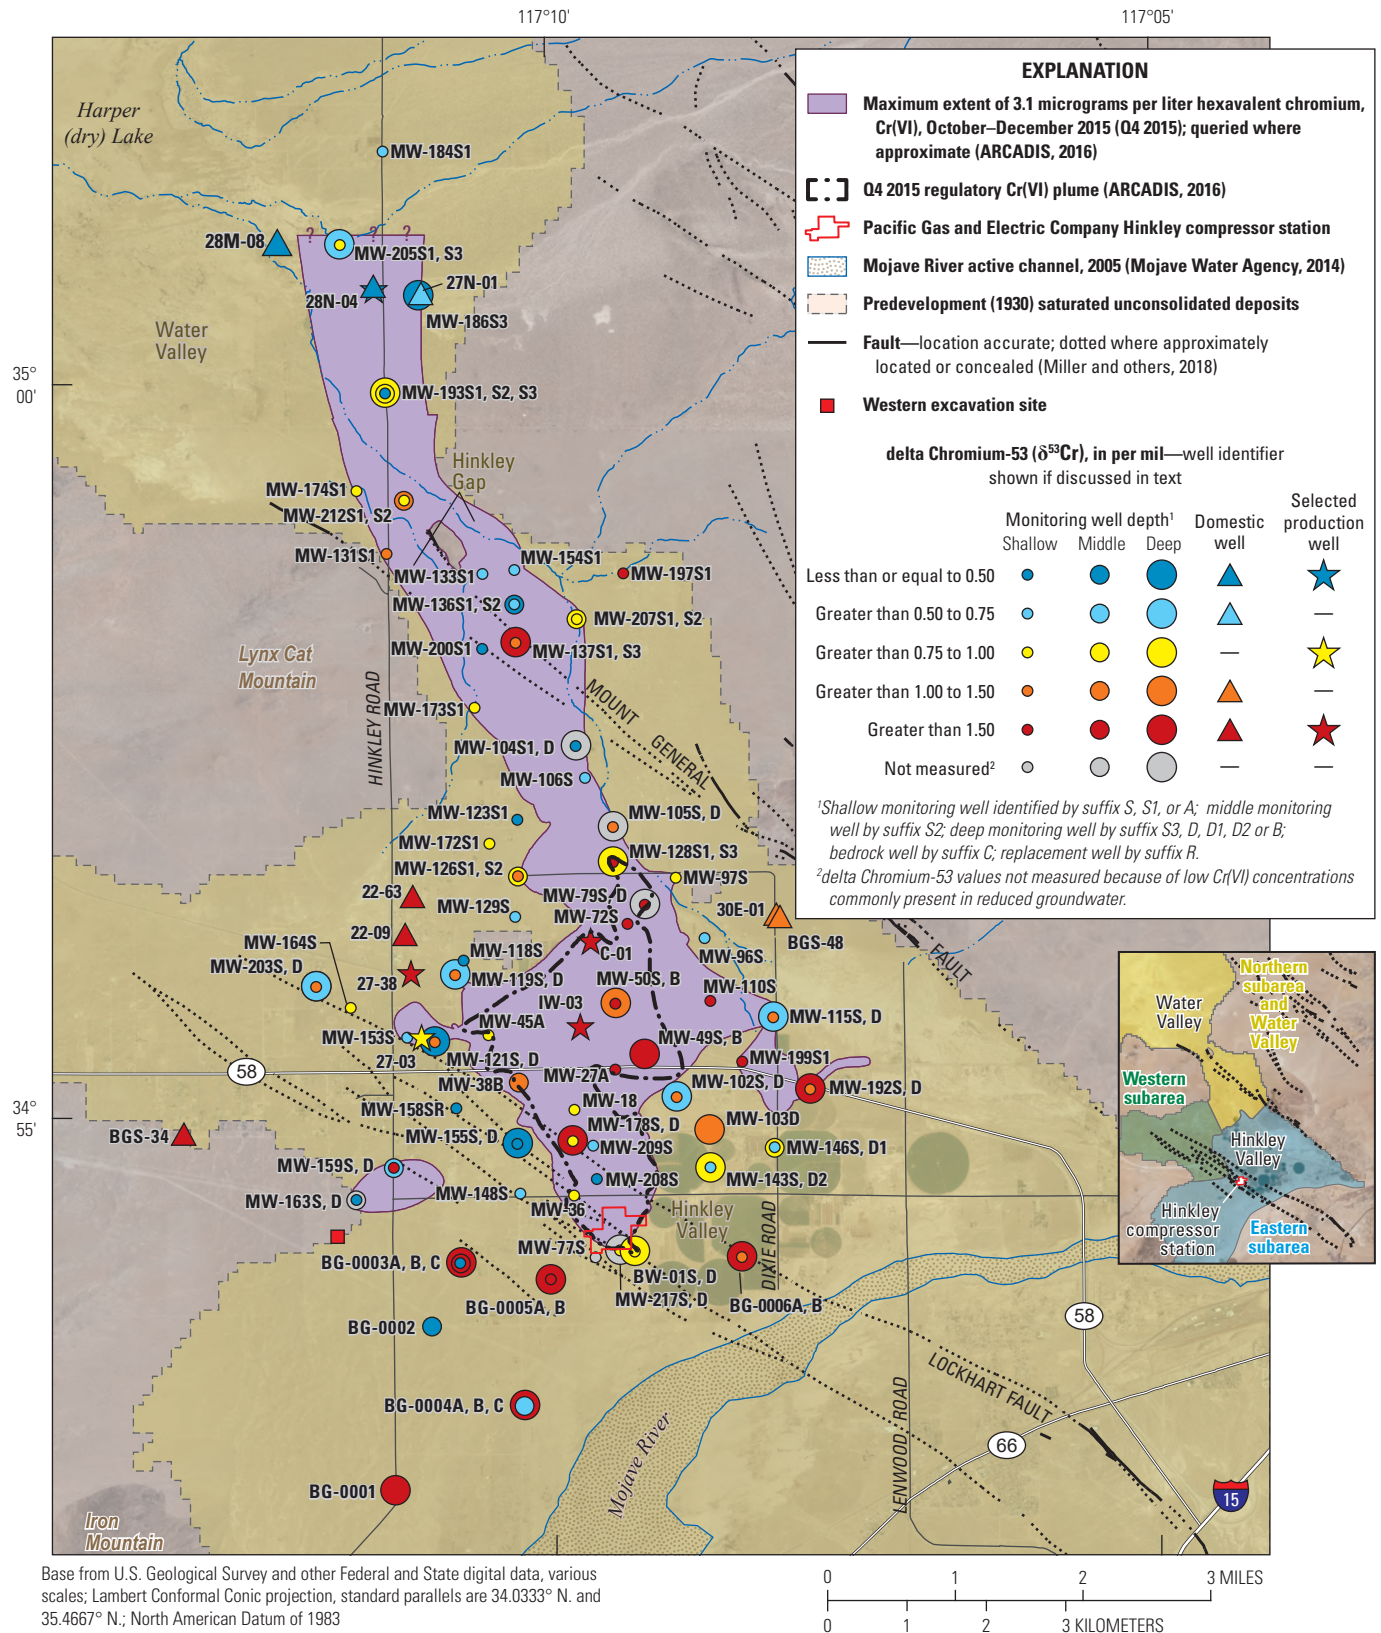 117°10'
117°05'
Harper
(dry) Lake
MW-184S1
28M-08
?
?
?
MW-205S1, S3
28N-04
27N-01
MW-186S3
Water
Valley
35°
00'
MW-193S1, S2, S3
Hinkley
Gap
MW-174S1
MW-212S1, S2
MW-131S1
MW-154S1
MW-133S1
MW-197S1
MW-136S1, S2
MW-207S1, S2
MW-200S1
MW-137S1, S3
Lynx Cat
Mountain
MOUNT
GENERAL
FAULT
HINKLEY ROAD
MW-173S1
MW-104S1, D
MW-106S
MW-123S1
MW-105S, D
MW-172S1
MW-128S1, S3
MW-126S1, S2
MW-97S
22-63
MW-79S, D
MW-129S
MW-72S
30E-01
BGS-48
22-09
C-01
MW-96S
MW-164S
MW-118S
MW-203S, D
27-38
MW-119S, D
MW-50S, B
MW-110S
IW-03
MW-115S, D
MW-45A
MW-153S
27-03
MW-49S, B
MW-121S, D
MW-199S1
58
MW-27A
MW-38B
MW-102S, D
MW-192S, D
MW-18
MW-158SR
MW-103D
34°
55'
BGS-34
MW-155S, D
MW-178S, D
MW-209S
MW-146S, D1
MW-159S, D
MW-143S, D2
MW-208S
MW-163S, D
MW-148S
MW-36
Hinkley
Valley
DIXIE ROAD
MW-77S
BG-0003A, B, C
BW-01S, D
MW-217S, D
BG-0005A, B
BG-0006A, B
BG-0002
58
LOCKHART FAULT
BG-0004A, B, C
LENWOOD ROAD
66
Mojave River
BG-0001
15
Iron
Mountain
EXPLANATION
Maximum extent of 3.1 micrograms per liter hexavalent chromium,
Cr(VI), October–December 2015 (Q4 2015); queried where
approximate (ARCADIS, 2016)
Q4 2015 regulatory Cr(VI) plume (ARCADIS, 2016)
Pacific Gas and Electric Company Hinkley compressor station
Mojave River active channel, 2005 (Mojave Water Agency, 2014)
Predevelopment (1930) saturated unconsolidated deposits
Fault—location accurate; dotted where approximately
located or concealed (Miller and others, 2018)
Western excavation site
delta Chromium-53 (δ53Cr), in per mil—well identifier
shown if discussed in text
Monitoring well depth1
Shallow Middle Deep
Domestic
well
Selected
production
well
Less than or equal to 0.50
Greater than 0.50 to 0.75 —
Greater than 0.75 to 1.00 —
Greater than 1.00 to 1.50 —
Greater than 1.50
Not measured2 — —
1Shallow monitoring well identified by suffix S, S1, or A; middle monitoring
well by suffix S2; deep monitoring well by suffix S3, D, D1, D2 or B;
bedrock well by suffix C; replacement well by suffix R.
2delta Chromium-53 values not measured because of low Cr(VI) concentrations
commonly present in reduced groundwater.
Northern
subarea
and
Water
Valley
Water
Valley
Western
subarea
Hinkley
Valley
Hinkley
compressor
station
Eastern
subarea
Base from U.S. Geological Survey and other Federal and State digital data, various
scales; Lambert Conformal Conic projection, standard parallels are 34.0333° N. and
35.4667° N.; North American Datum of 1983
0 1 2 3 MILES
0 1 2 3 KILOMETERS